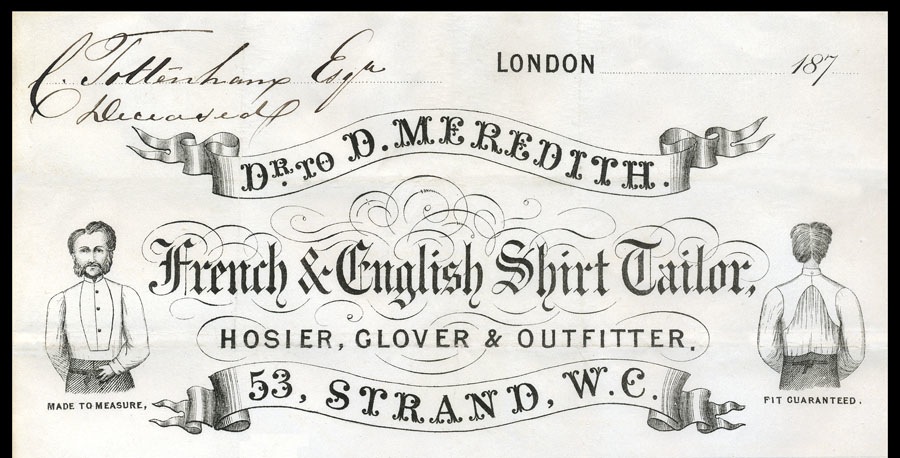 C. Tottenham Esqr
Deceased
LONDON 187
DR. TO D. MEREDITH.
French & English Shirt Tailor,
HOSIER, GLOVER & OUTFITTER.
53, STRAND, W.C.
MADE TO MEASURE,
FIT GUARANTEED.